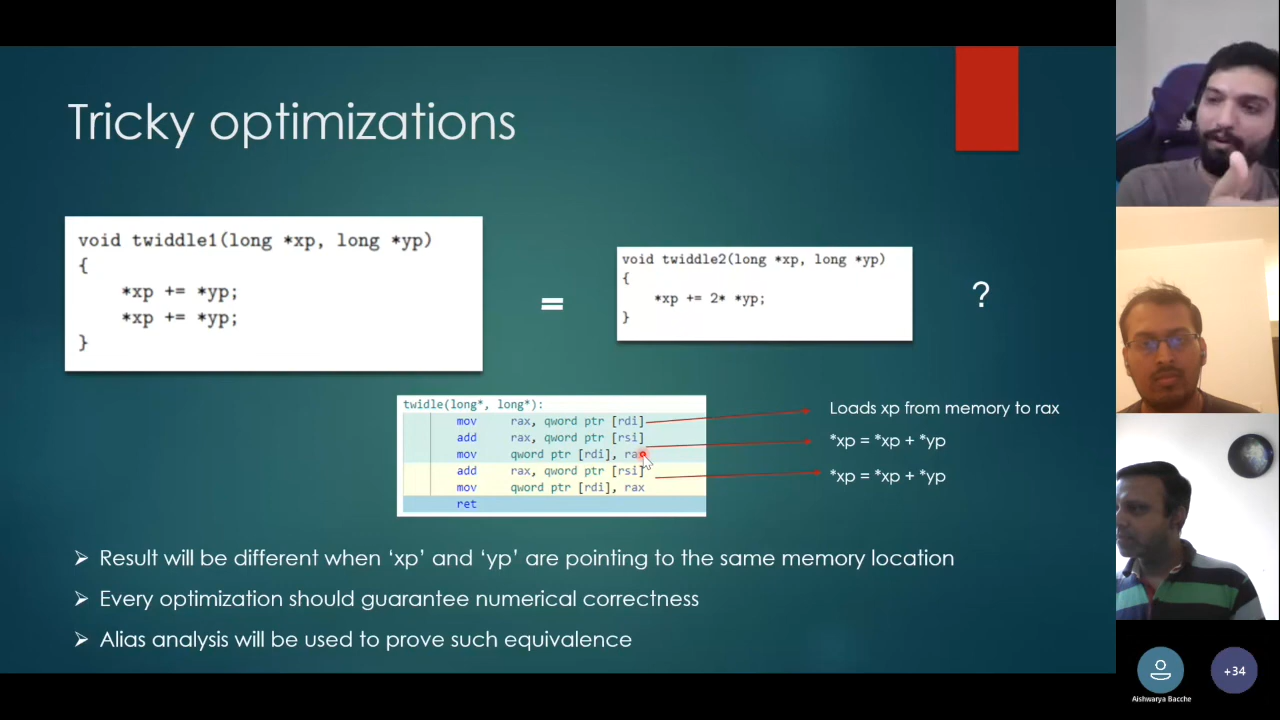 Tricky optimizations
void twiddle1(long *xp, long *yp)
{
*xp += *yp;
*xp += *yp;
}
=
void twiddle2(long *xp, long *yp)
{
*xp += 2* *yp;
}
?
twidle(long*, long*):
mov rax, qword ptr [rdi]
add rax, qword ptr [rsi]
mov qword ptr [rdi], rax
add rax, qword ptr [rsi]
mov qword ptr [rdi], rax
ret
Loads xp from memory to rax
*xp = *xp + *yp
*xp = *xp + *yp
Result will be different when ‘xp’ and ‘yp’ are pointing to the same memory location
Every optimization should guarantee numerical correctness
Alias analysis will be used to prove such equivalence
+34
Aishwarya Bacche